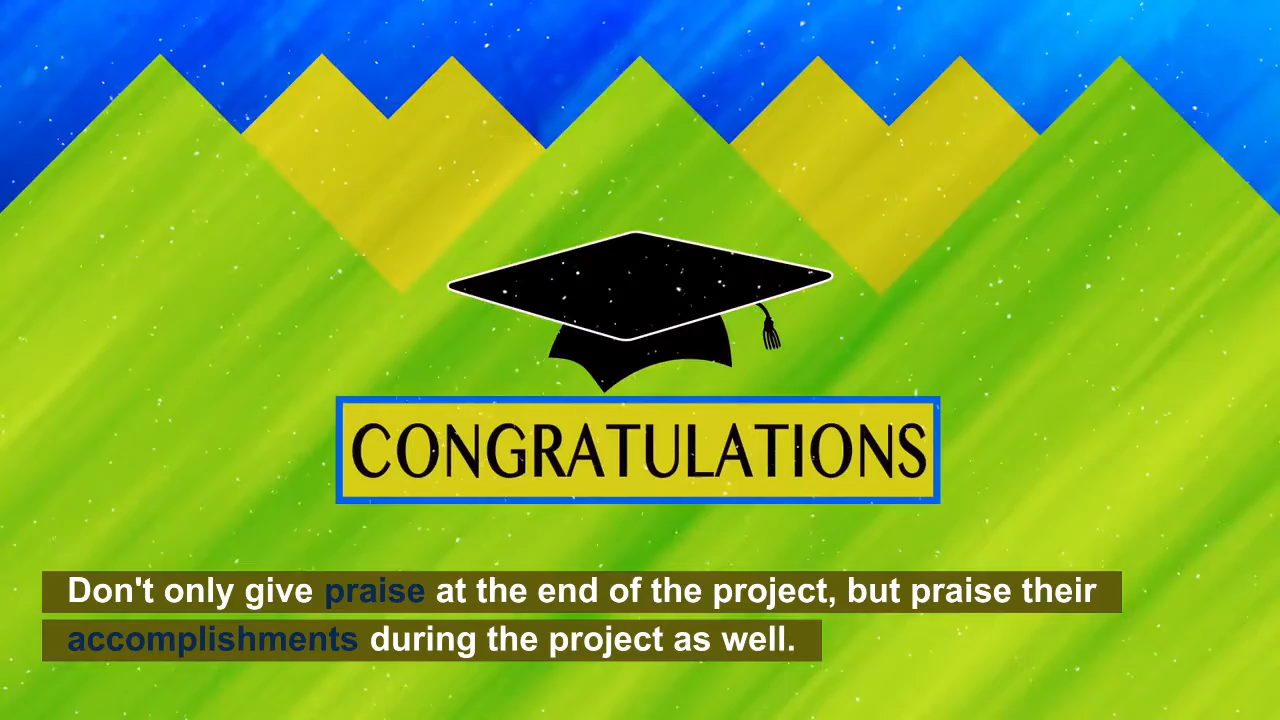 CONGRATULATIONS
Don't only give praise at the end of the project, but praise their
accomplishments during the project as well.